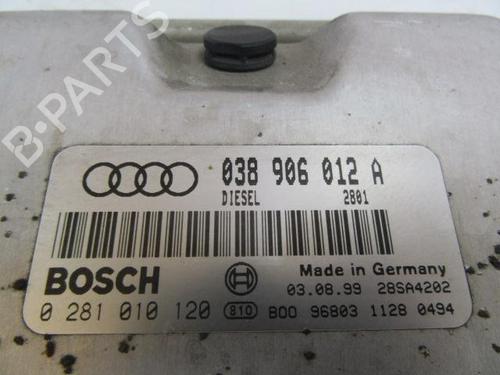 B-PARTS
038 906 012 A
DIESEL 2801
BOSCH
Made in Germany
03.08.99 28SA4202
0 281 010 120 810 BOO 96803 1128 0494